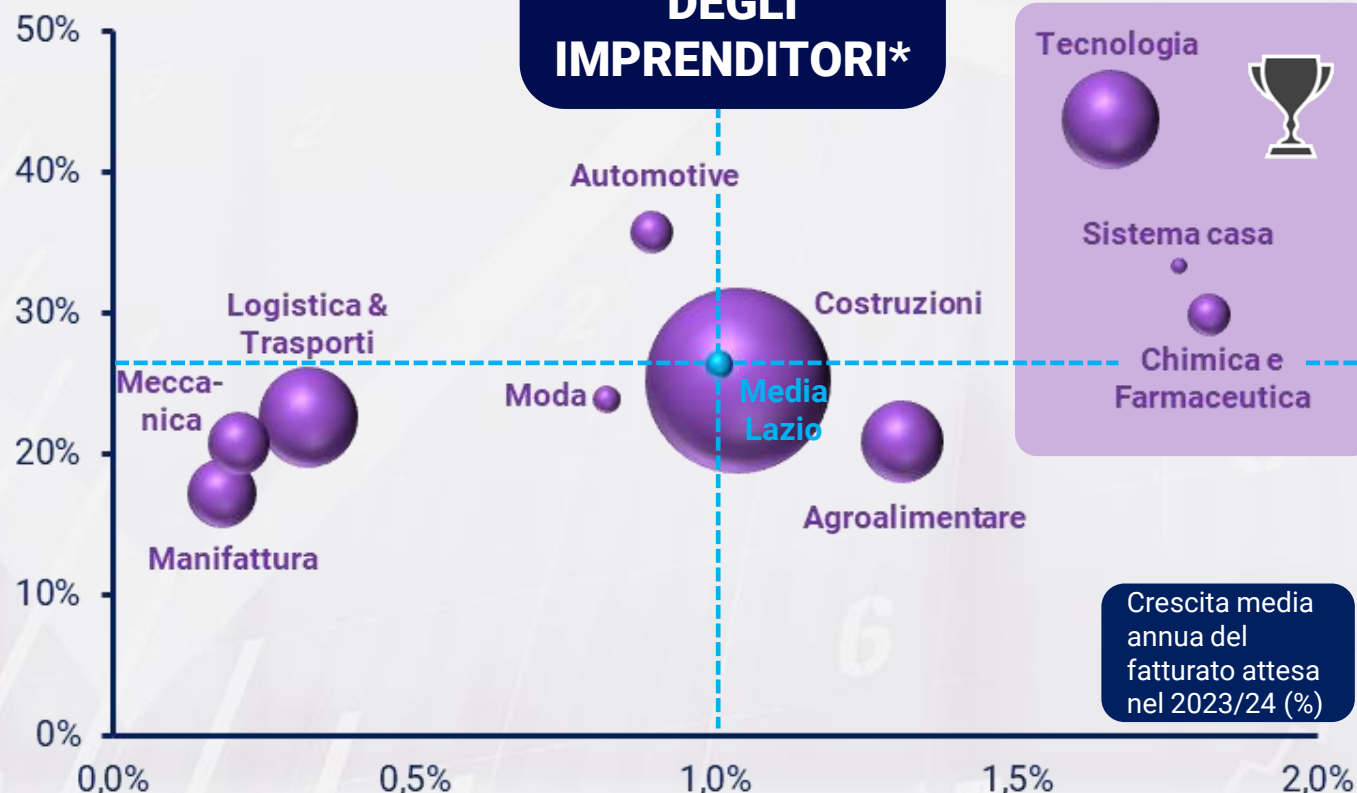 DEGLI
IMPRENDITORI*
50%
Tecnologia
40%
Automotive
Sistema casa
30%
Logistica &
Trasporti
Costruzioni
Chimica e
Farmaceutica
Mecca-
nica
Moda
Media
Lazio
20%
Agroalimentare
Manifattura
10%
Crescita media
annua del
fatturato attesa
nel 2023/24 (%)
0%
0,0%
0,5%
1,0%
1,5%
2,0%